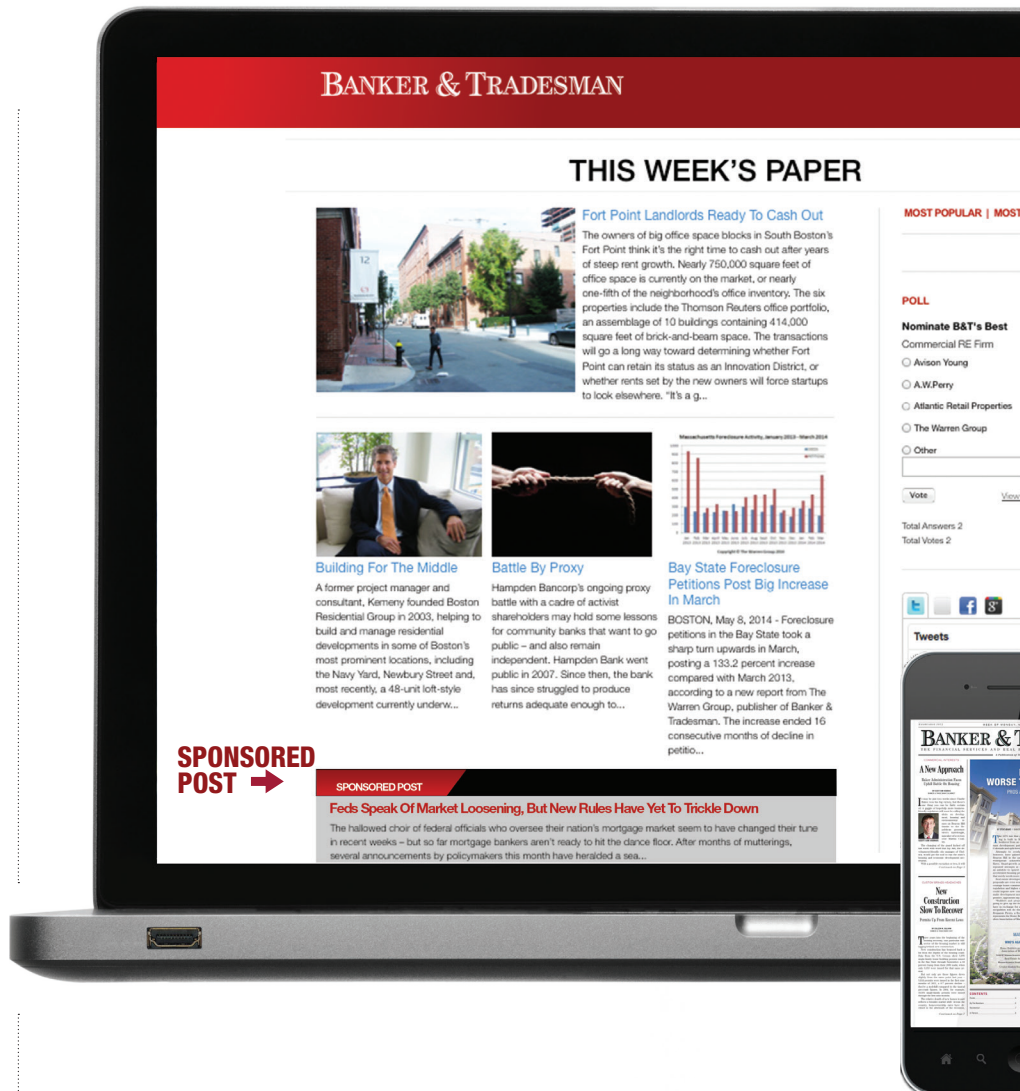 BANKER & TRADESMAN
THIS WEEK'S PAPER
Fort Point Landlords Ready To Cash Out
The owners of big office space blocks in South Boston's
Fort Point think it's the right time to cash out after years
of steep rent growth. Nearly 750,000 square feet of
office space is currently on the market, or nearly
one-fifth of the neighborhood's office inventory. The six
properties include the Thomson Reuters office portfolio,
an assemblage of 10 buildings containing 414,000
square feet of brick-and-beam space. The transactions
will go a long way toward determining whether Fort
Point can retain its status as an Innovation District, or
whether rents set by the new owners will force startups
to look elsewhere. "It's a g...
12
Building For The Middle
A former project manager and
consultant, Kemeny founded Boston
Residential Group in 2003, helping to
build and manage residential
developments in some of Boston's
most prominent locations, including
the Navy Yard, Newbury Street and,
most recently, a 48-unit loft-style
development currently underw...
Battle By Proxy
Hampden Bancorp's ongoing proxy
battle with a cadre of activist
shareholders may hold some lessons
for community banks that want to go
public – and also remain
independent. Hampden Bank went
public in 2007. Since then, the bank
has since struggled to produce
returns adequate enough to...
Massachusetts Foreclosure Activity, January 2013 - March 2014
Copyright © The Warren Group 2014
Bay State Foreclosure
Petitions Post Big Increase
In March
BOSTON, May 8, 2014 - Foreclosure
petitions in the Bay State took a
sharp turn upwards in March,
posting a 133.2 percent increase
compared with March 2013,
according to a new report from The
Warren Group, publisher of Banker &
Tradesman. The increase ended 16
consecutive months of decline in
petitio...
SPONSORED
POST
SPONSORED POST
Feds Speak Of Market Loosening, But New Rules Have Yet To Trickle Down
The hallowed choir of federal officials who oversee their nation's mortgage market seem to have changed their tune
in recent weeks – but so far mortgage bankers aren't ready to hit the dance floor. After months of mutterings,
several announcements by policymakers this month have heralded a sea...
MOST POPULAR | MOST
POLL
Nominate B&T's Best
Commercial RE Firm
Avison Young
A.W.Perry
Atlantic Retail Properties
The Warren Group
Other
Vote
View
Total Answers 2
Total Votes 2
Tweets
BANKER & T
THE FINANCIAL SERVICES AND REAL
A New Approach
WORSE
New
Construction
Slow To Recover
CONTENTS